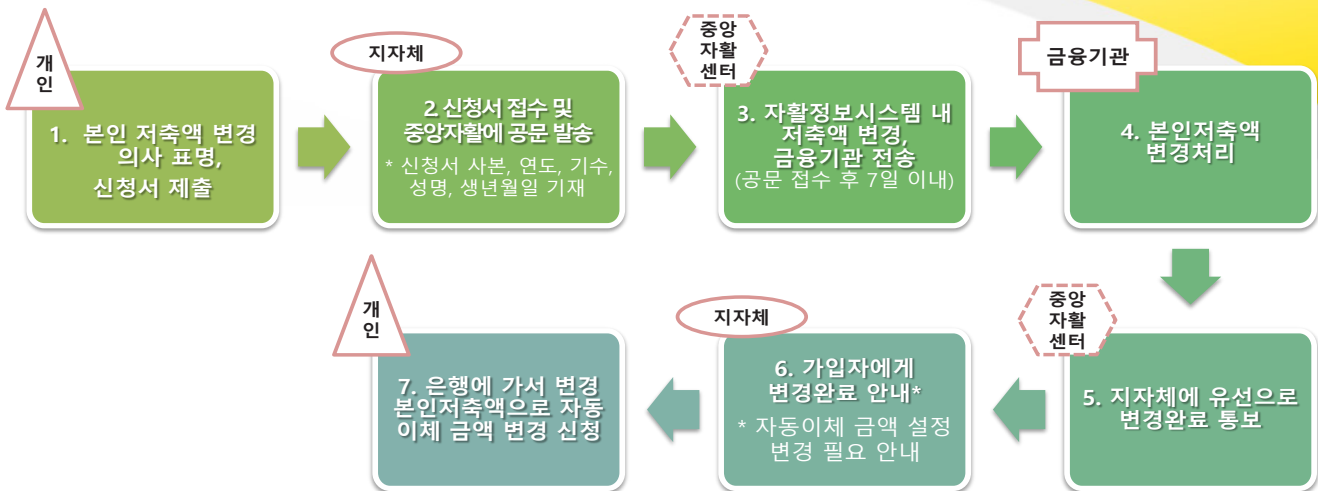 개
인
1. 본인 저축액 변경
의사 표명,
신청서 제출
지자체
2 신청서 접수 및
중앙자활에 공문 발송
* 신청서 사본, 연도, 기수,
성명, 생년월일 기재
중앙
자활
센터
3. 자활정보시스템 내
저축액 변경,
금융기관 전송
(공문 접수 후 7일 이내)
금융기관
4. 본인저축액
변경처리
중앙
자활
센터
5. 지자체에 유선으로
변경완료 통보
지자체
6. 가입자에게
변경완료 안내*
* 자동이체 금액 설정
변경 필요 안내
개
인
7. 은행에 가서 변경
본인저축액으로 자동
이체 금액 변경 신청